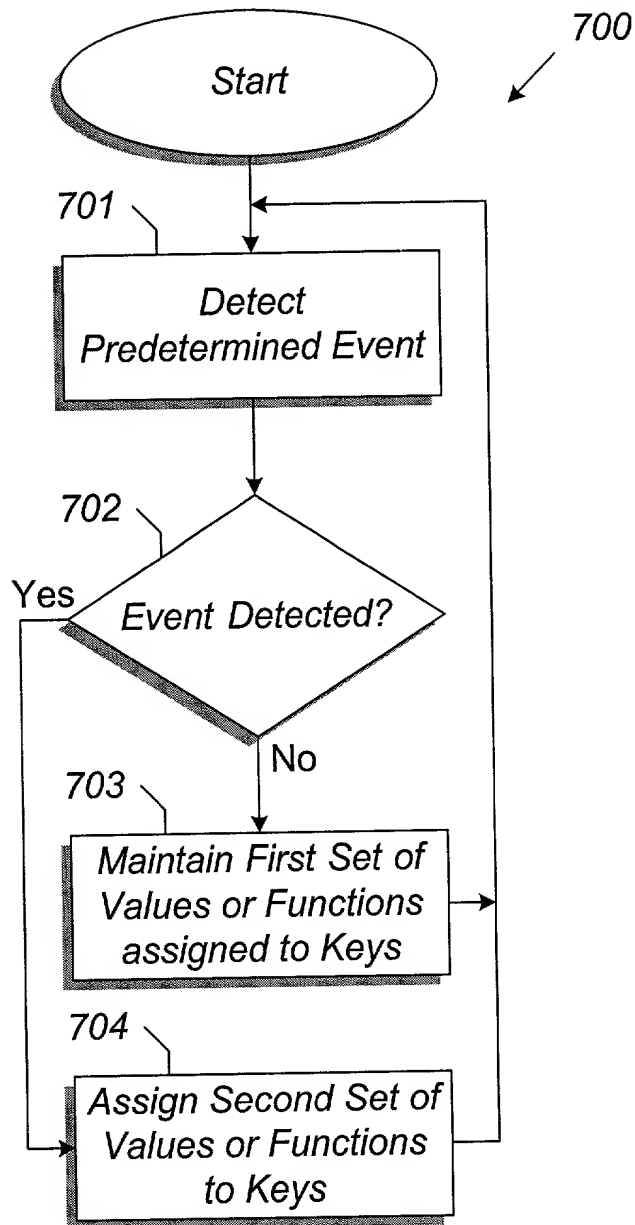 700
Start
701
Detect
Predetermined Event
702
Yes
Event Detected?
No
703
Maintain First Set of
Values or Functions
assigned to Keys
704
Assign Second Set of
Values or Functions
to Keys